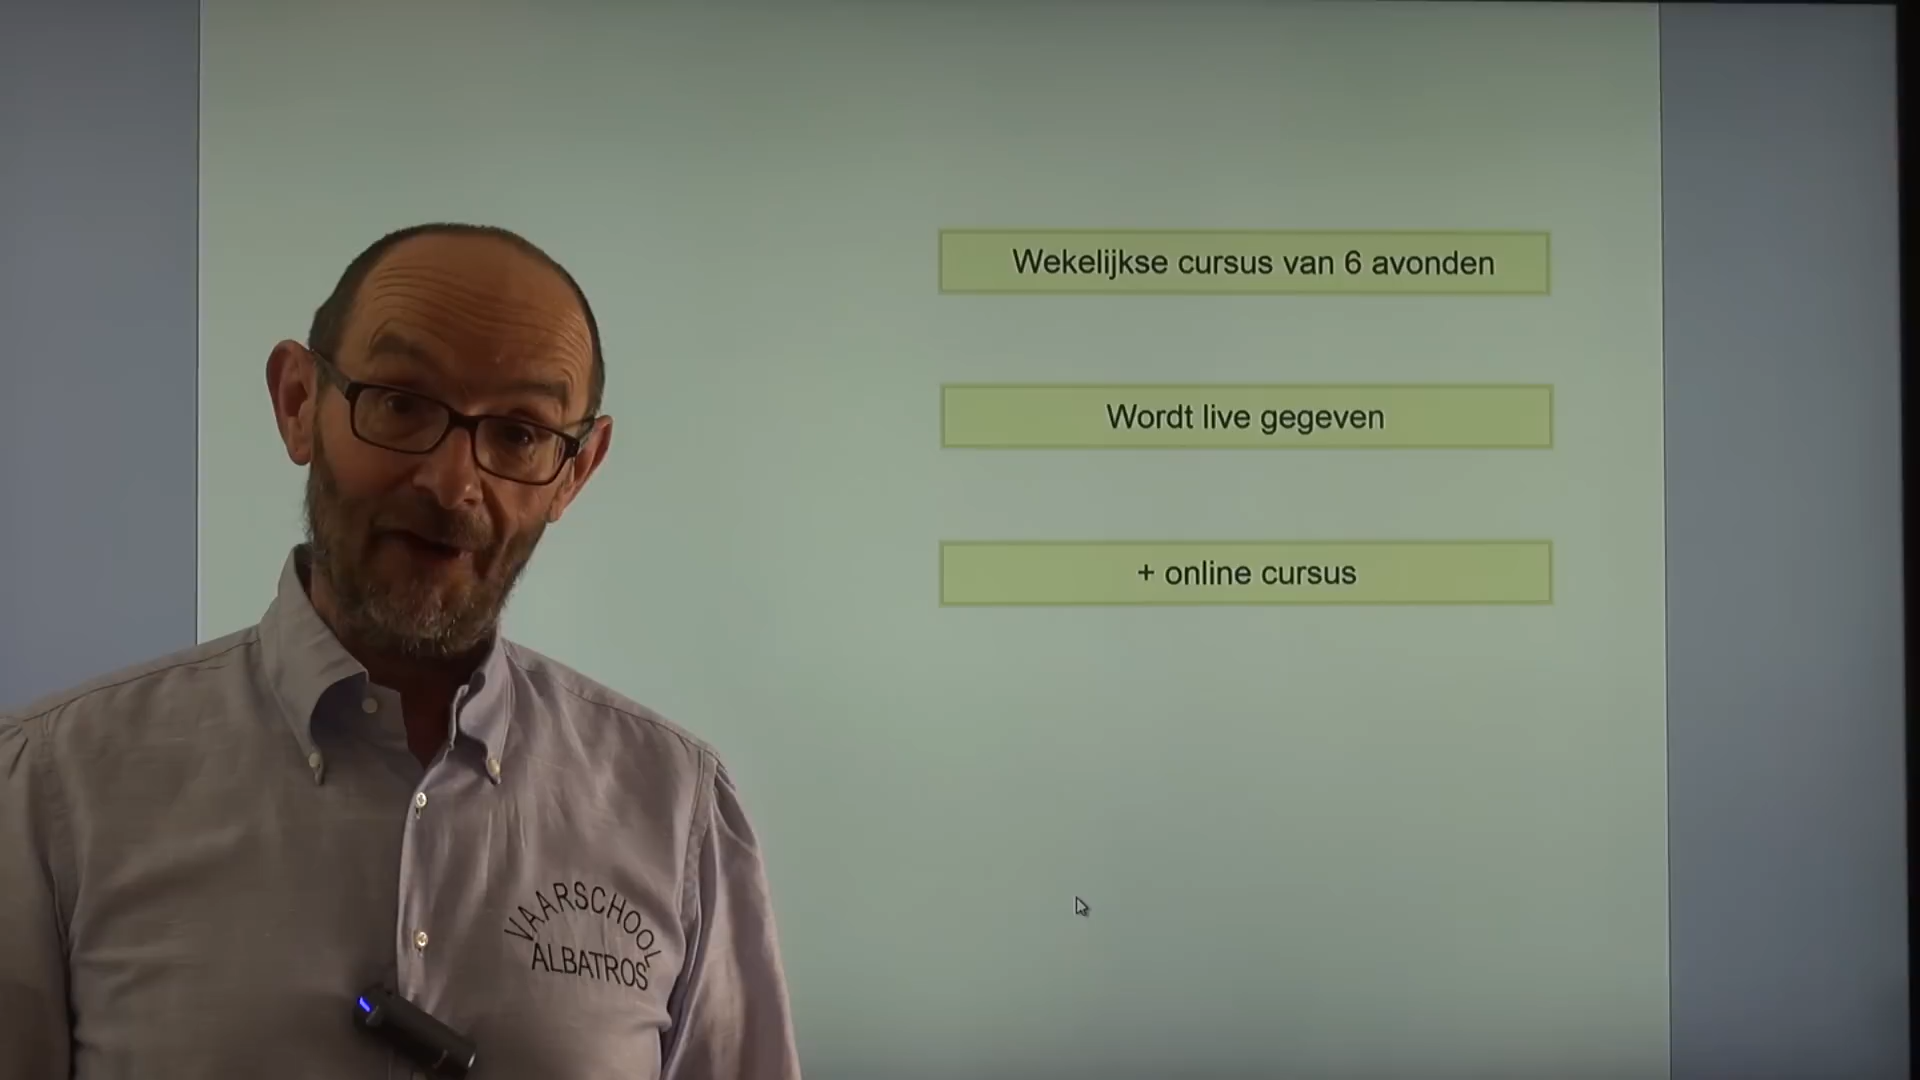 Wekelijkse cursus van 6 avonden
Wordt live gegeven
+ online cursus
VAARSCHOOL
ALBATROS